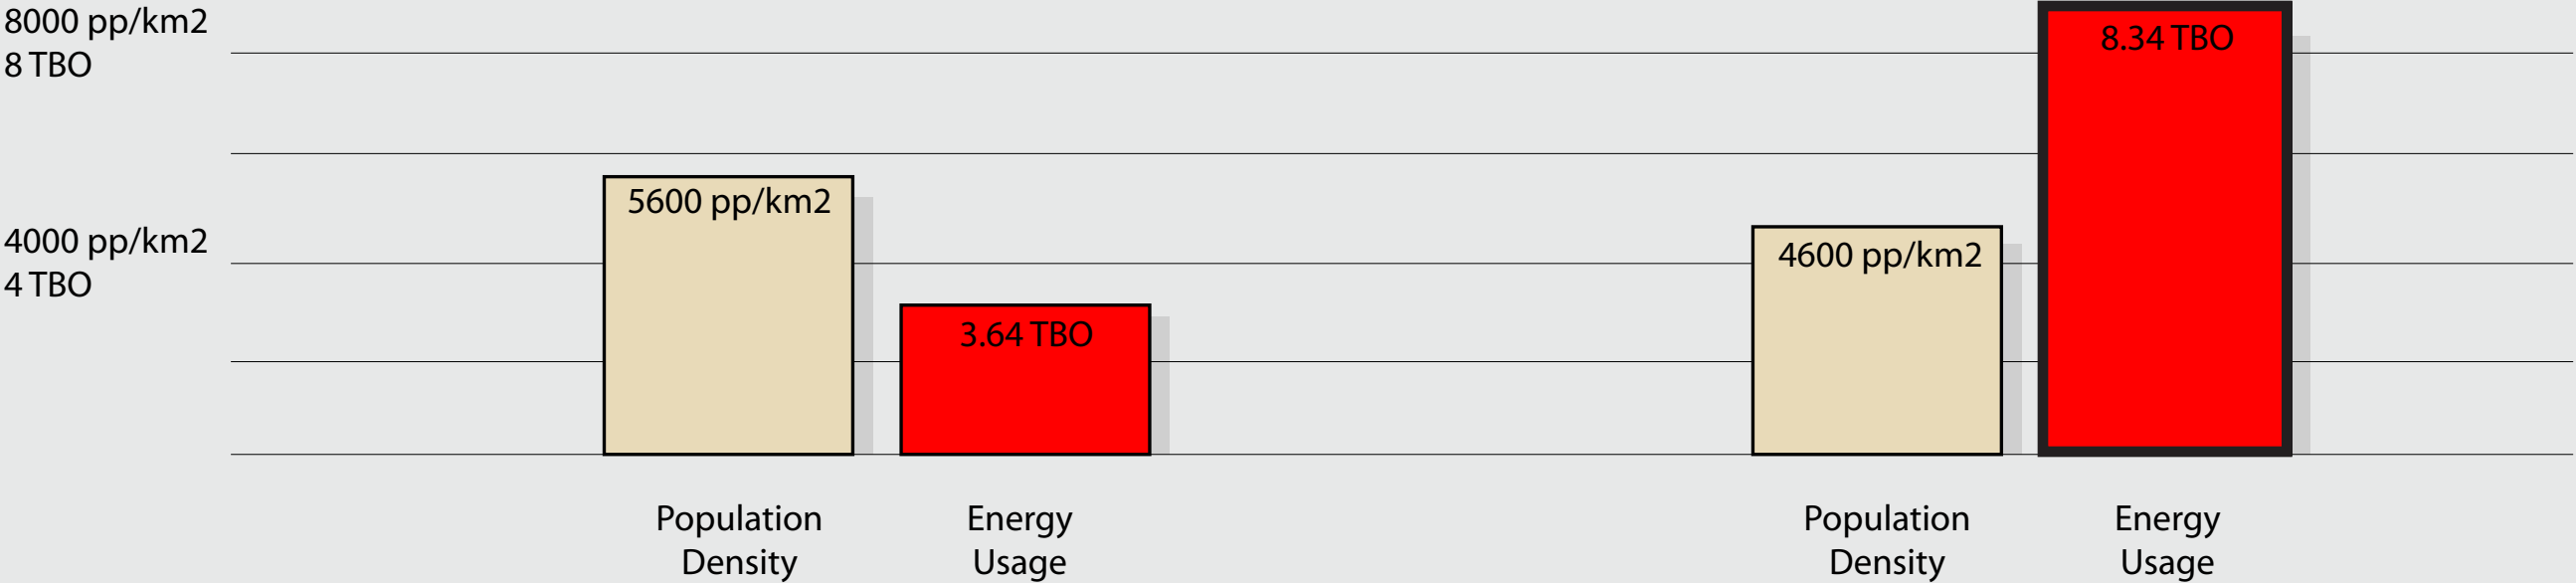 8000 pp/km2
8 TBO
8.34 TBO
5600 pp/km2
4000 pp/km2
4 TBO
4600 pp/km2
3.64 TBO
Population
Density
Energy
Usage
Population
Density
Energy
Usage